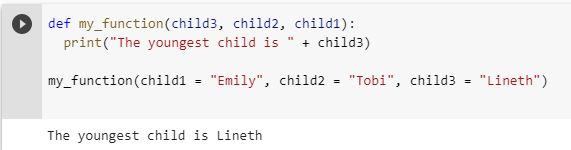 def my_function(child3, child2, child1):
  print("The youngest child is " + child3)
my_function(child1 = "Emily", child2 = "Tobi", child3 = "Lineth")
The youngest child is Lineth